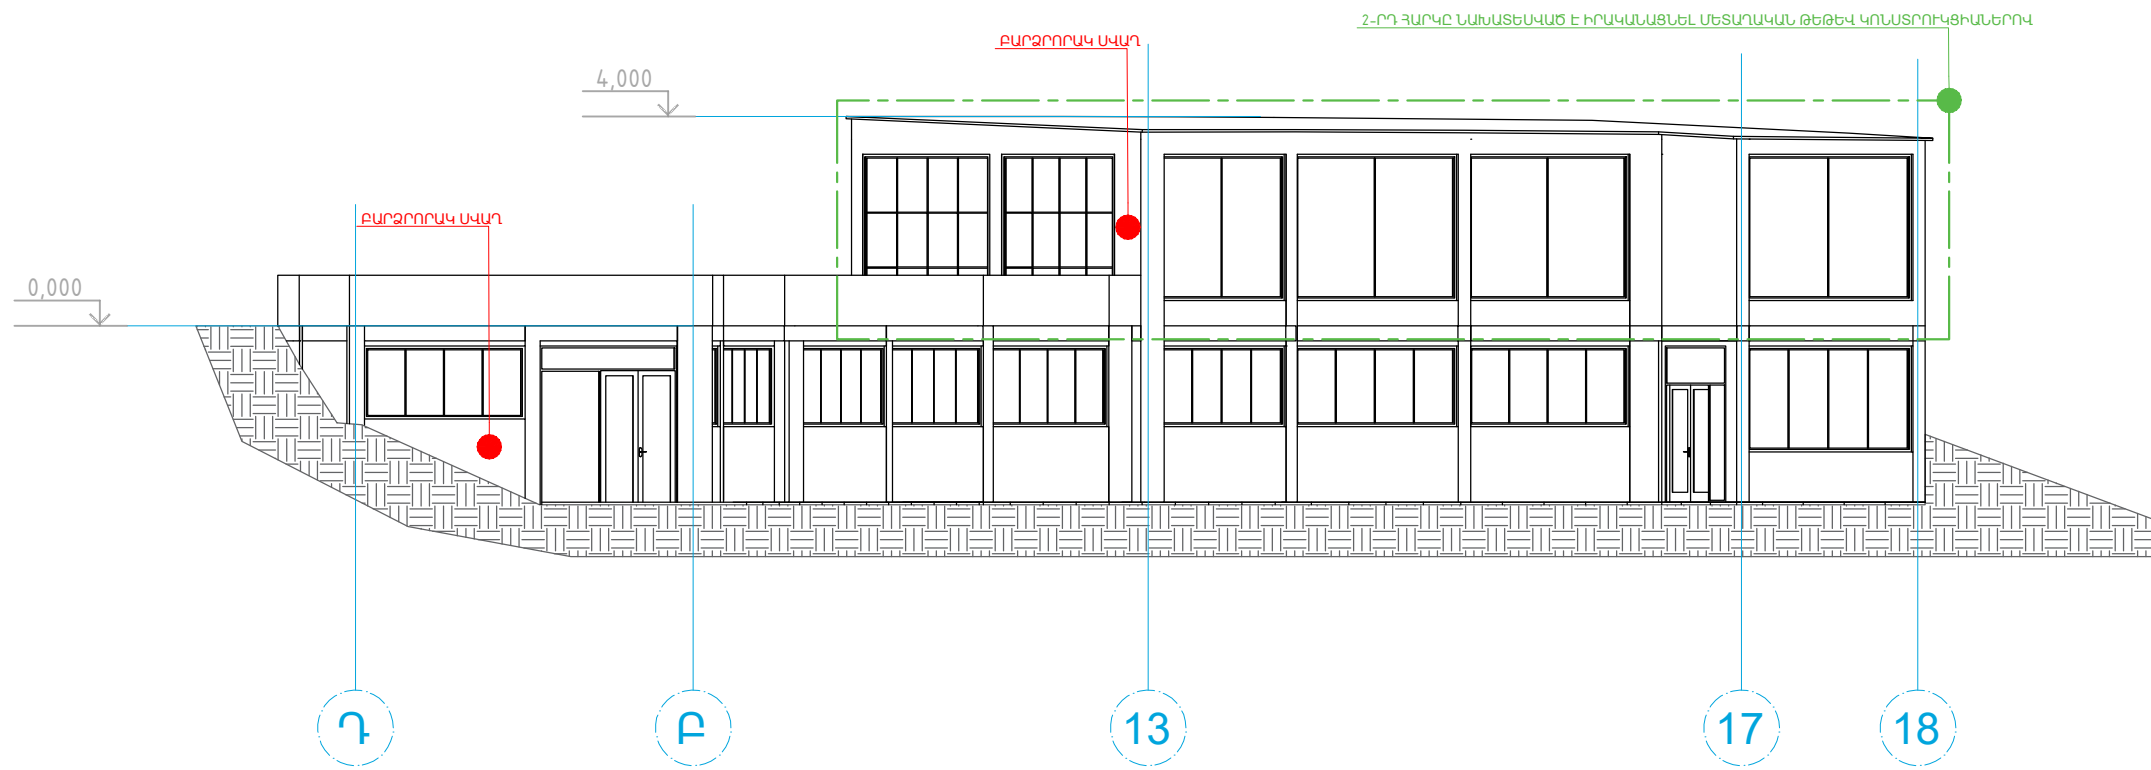 2-ՐԴ ՀԱՐԿԸ ՆԱԽԱՏԵՍՎԱԾ Է ԻՐԱԿԱՆԱՑՆԵԼ ՄԵՏԱՂԱԿԱՆ ԹԵԹԵՎ ԿՈՆՍՏՐՈՒԿՑԻԱՆԵՐՈՎ
ԲԱՐՁՐՈՐԱԿ ՍՎԱՂ
4,000
ԲԱՐՁՐՈՐԱԿ ՍՎԱՂ
0,000
Դ Բ 13 17 18